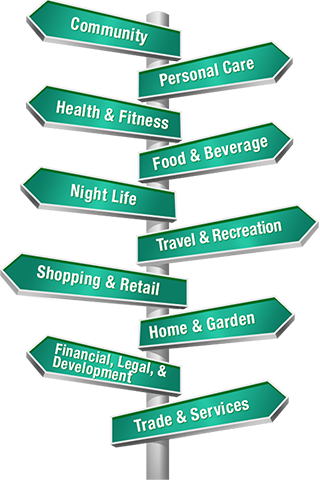 Community
Personal Care
Health & Fitness
Food & Beverage
Night Life
Travel & Recreation
Shopping & Retail
Home & Garden
Financial, Legal, &
Development
Trade & Services